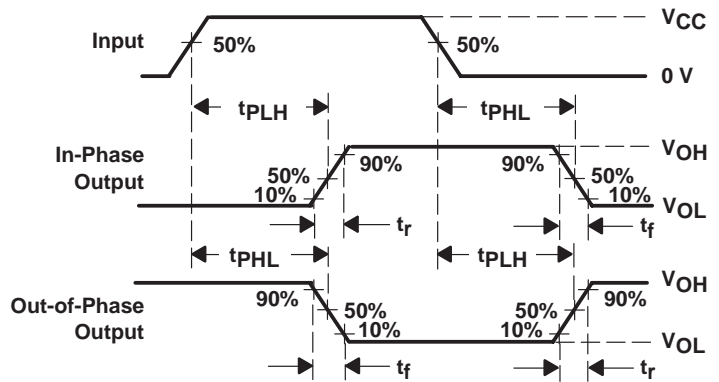 VCC
Input
50%
50%
0 V
tPLH
tPHL
In-Phase
Output
VOH
90%
90%
50%
50%
10%
10%
VOL
tr
tf
tPHL
tPLH
Out-of-Phase
Output
VOH
90%
90%
50%
50%
10%
10%
VOL
tf
tr